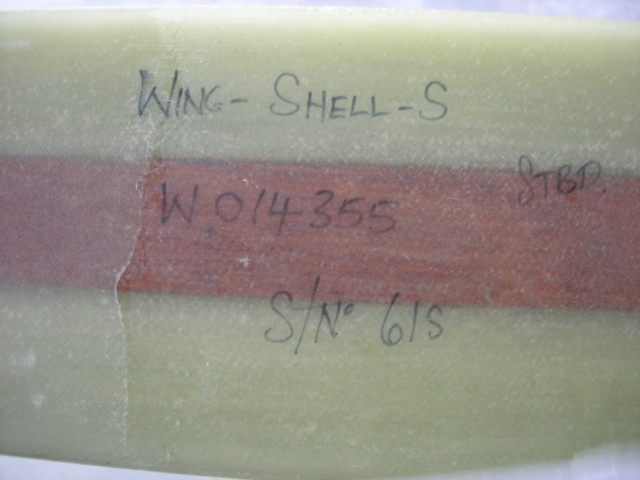 WING- SHELL-S
STBD.
W.014355
S/Nº 61S